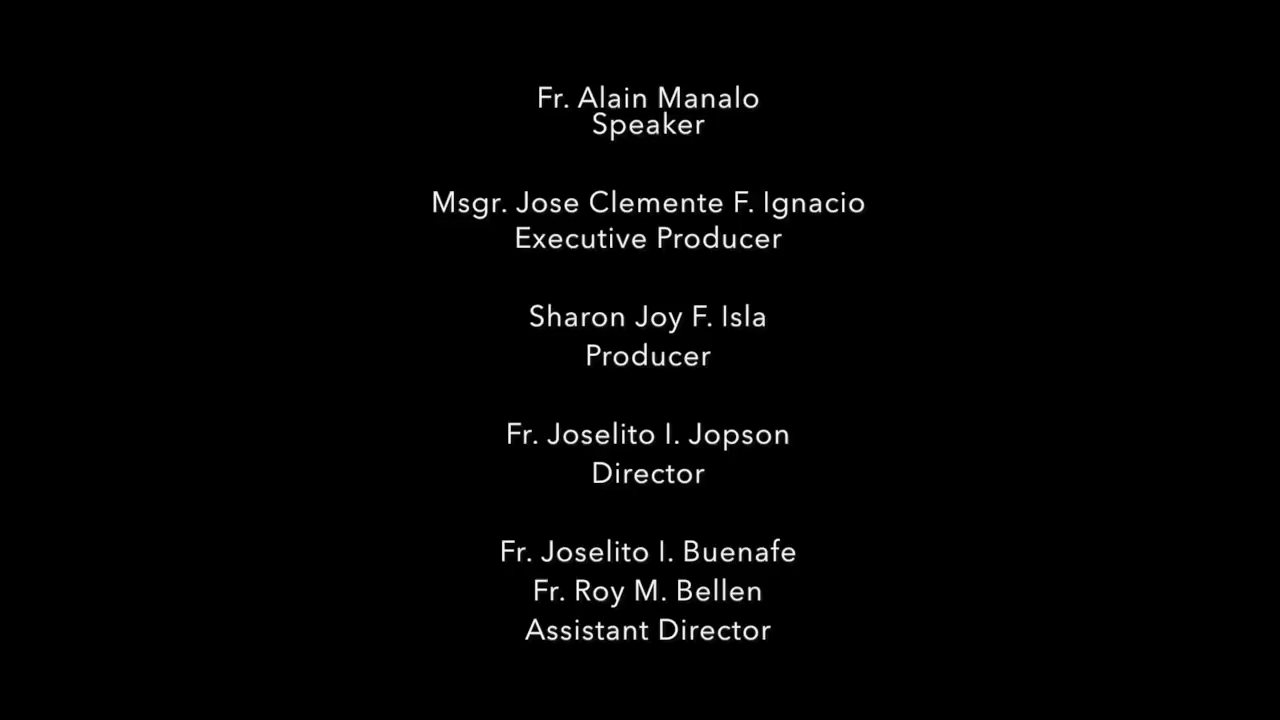 Fr. Alain Manalo
Speaker
Msgr. Jose Clemente F. Ignacio
Executive Producer
Sharon Joy F. Isla
Producer
Fr. Joselito I. Jopson
Director
Fr. Joselito I. Buenafe
Fr. Roy M. Bellen
Assistant Director